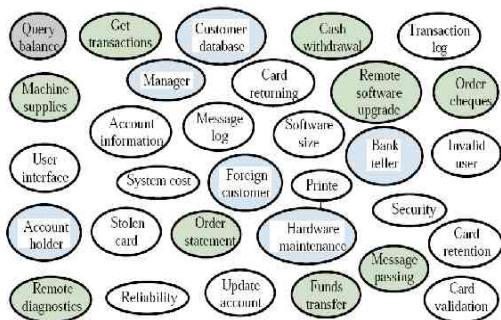 Query
balance
Get
transactions
Customer
database
Cash
withdrawal
Transaction
log
Machine
supplies
Manager
Card
returning
Remote
software
upgrade
Order
cheques
Account
information
Message
log
Software
size
Bank
teller
Invalid
user
User
interface
System cost
Foreign
customer
Printe
Security
Account
holder
Stolen
card
Order
statement
Hardware
maintenance
Card
retention
Message
passing
Remote
diagnostics
Reliability
Update
account
Funds
transfer
Card
validation